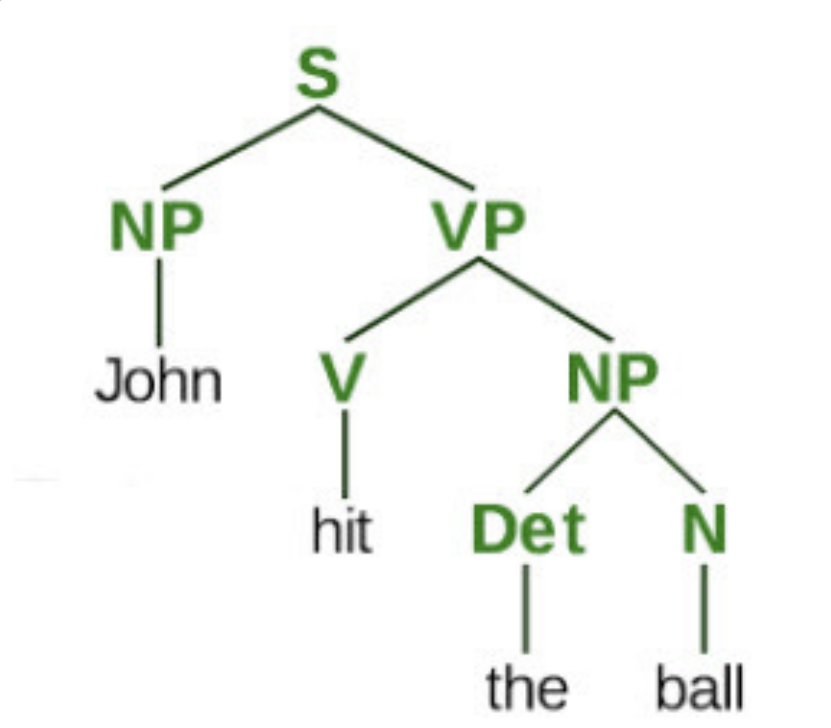 S
NP VP
John V NP
hit Det N
the ball